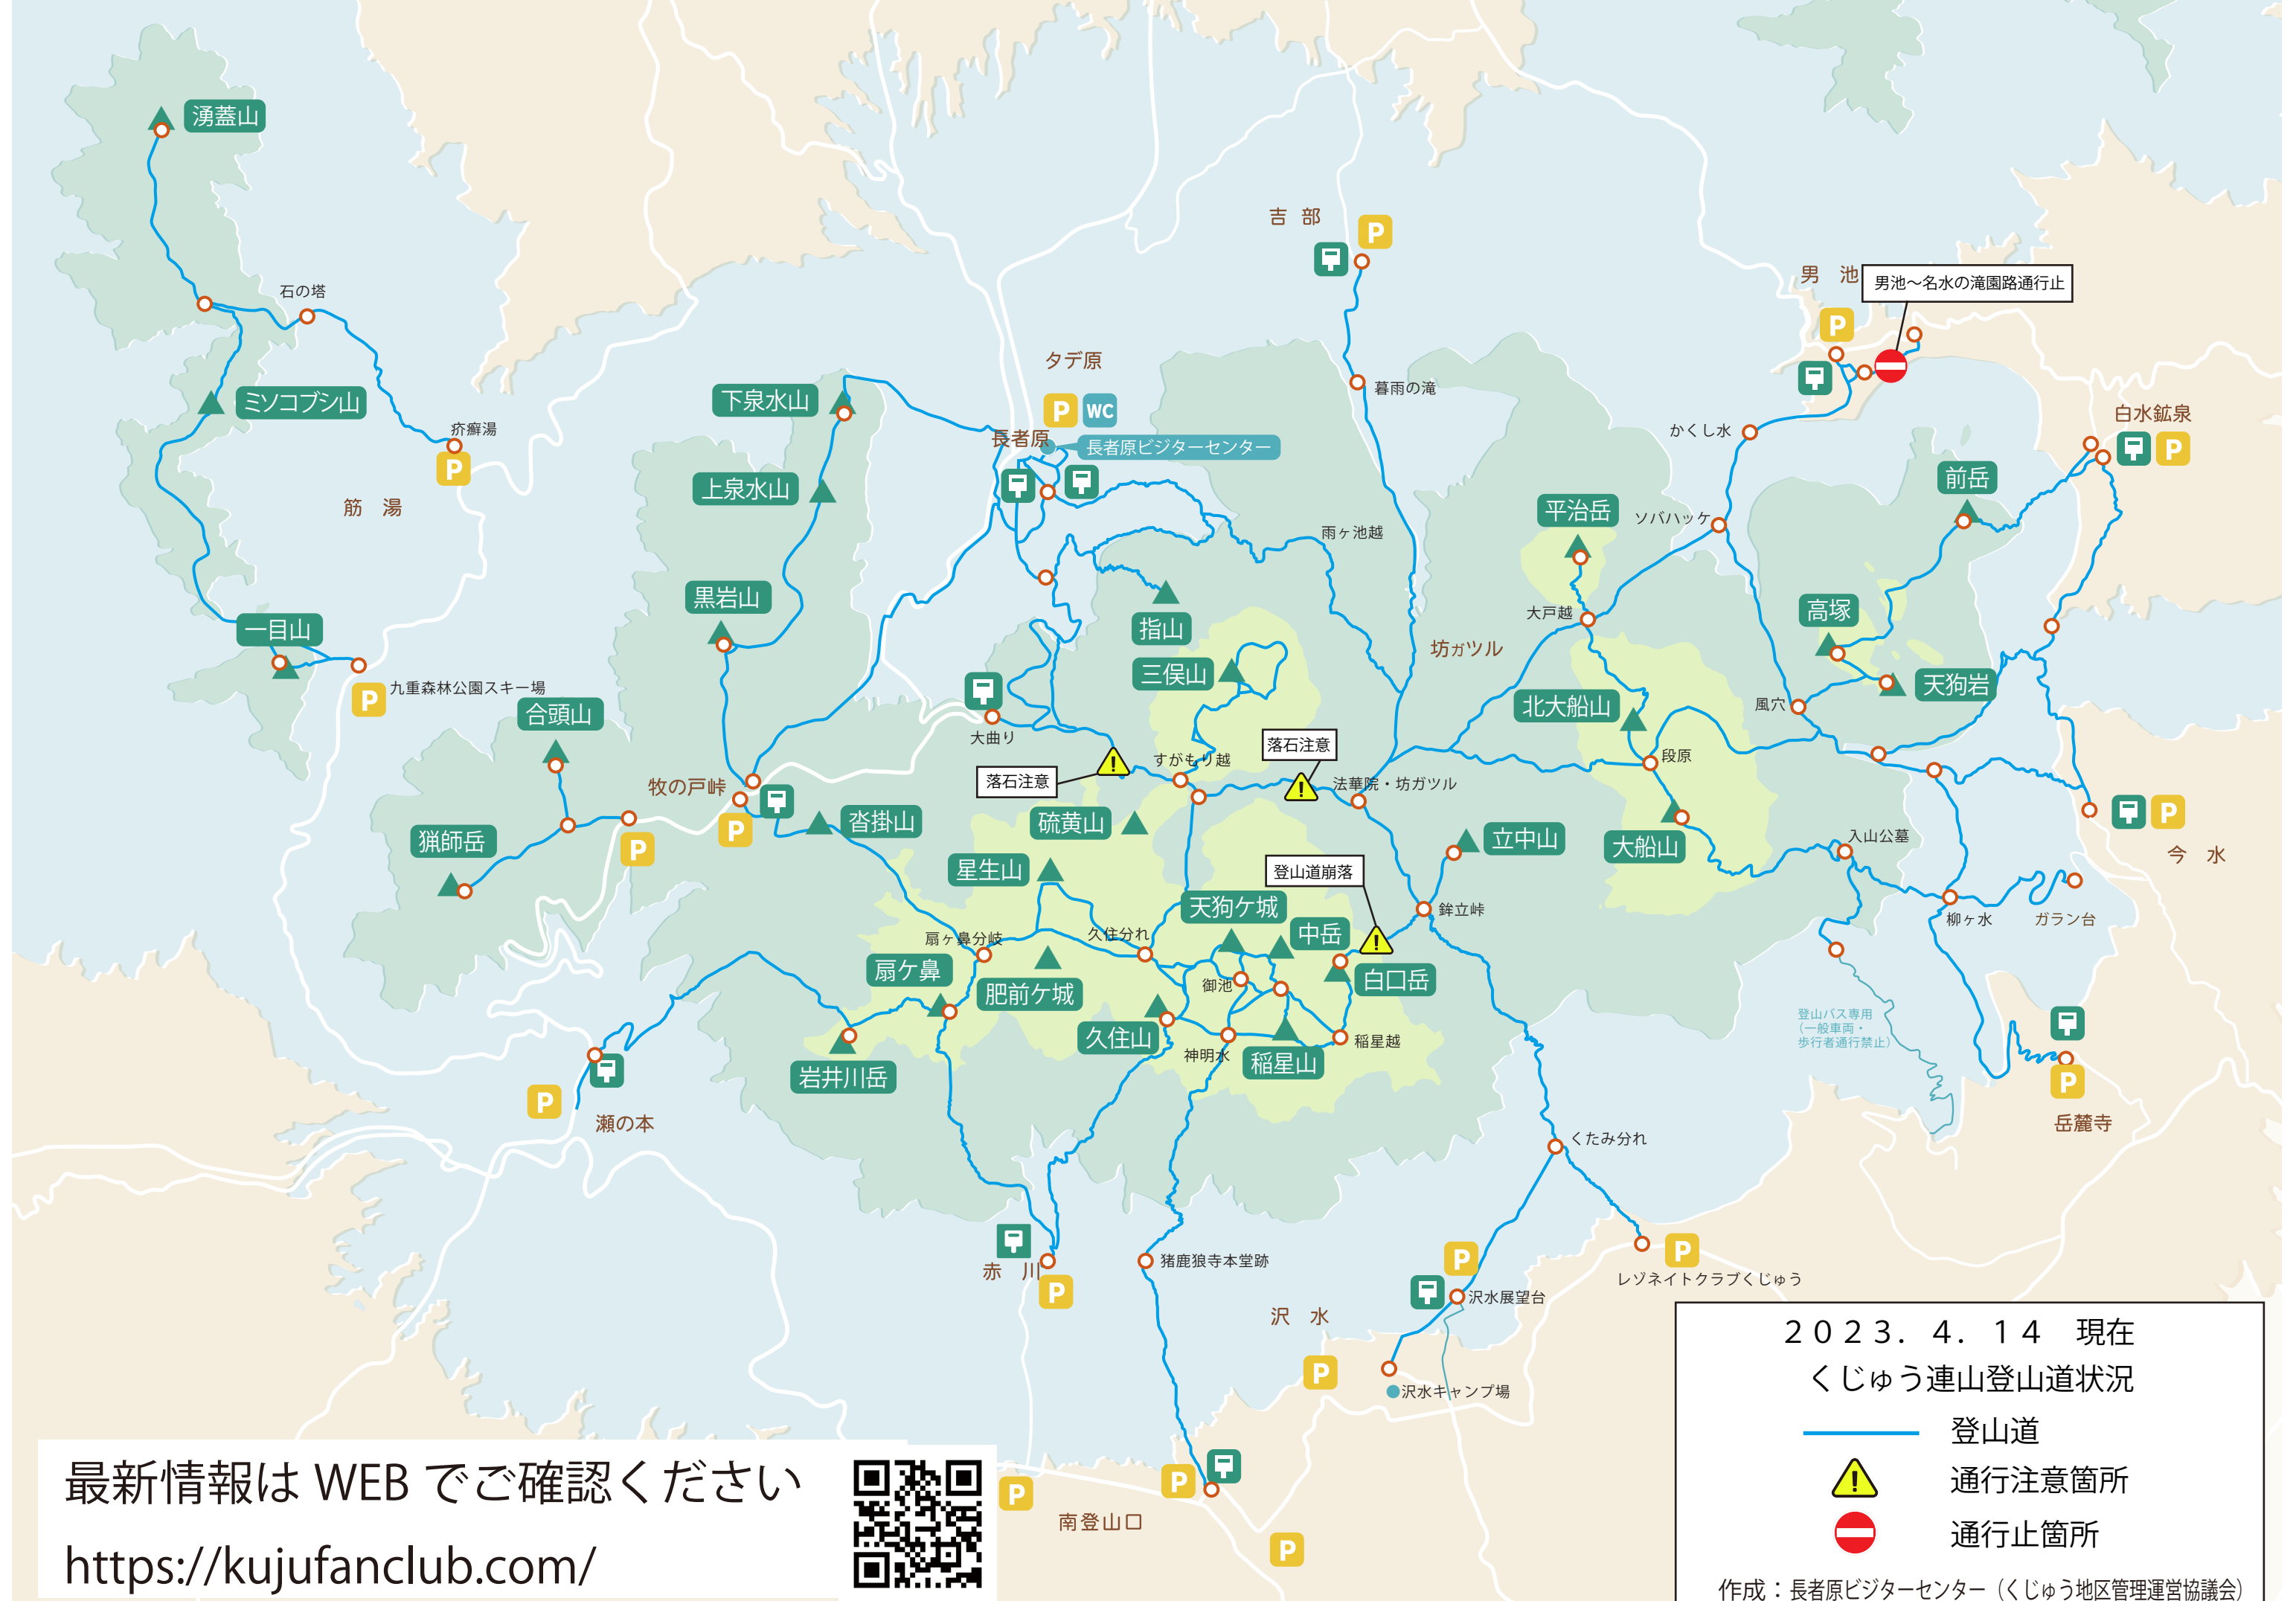 湧蓋山
石の塔
ミソコブシ山
疥癬湯
筋 湯
一目山
九重森林公園スキー場
合頭山
猟師岳
下泉水山
上泉水山
黒岩山
牧の戸峠
沓掛山
タデ原
P
WC
長者原
長者原ビジターセンター
吉 部
暮雨の滝
雨ヶ池越
指山
三俣山
大曲り
落石注意
すがもり越
落石注意
法華院・坊ガツル
坊ガツル
硫黄山
星生山
登山道崩落
天狗ケ城
中岳
白口岳
立中山
鉾立峠
久住分れ
扇ヶ鼻分岐
扇ケ鼻
肥前ケ城
御池
久住山
神明水
稲星山
稲星越
岩井川岳
瀬の本
男 池
男池～名水の滝園路通行止
かくし水
ソバハッケ
平治岳
大戸越
北大船山
段原
大船山
風穴
白水鉱泉
前岳
高塚
天狗岩
今 水
入山公墓
柳ヶ水
ガラン台
登山バス専用
（一般車両・
歩行者通行禁止）
岳麓寺
くたみ分れ
レゾネイトクラブくじゅう
赤 川
猪鹿狼寺本堂跡
沢 水
沢水展望台
沢水キャンプ場
南登山口
２０２３．４．１４ 現在
くじゅう連山登山道状況
登山道
通行注意箇所
通行止箇所
作成：長者原ビジターセンター（くじゅう地区管理運営協議会）
最新情報は WEB でご確認ください
https://kujufanclub.com/